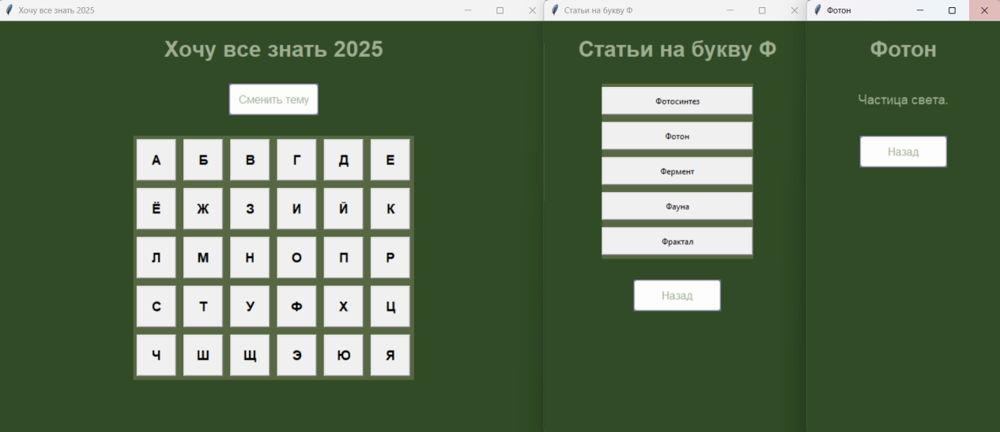 Хочу все знать 2025
Хочу все знать 2025
Сменить тему
А Б В Г Д Е
Ё Ж З И Й К
Л М Н О П Р
С Т У Ф Х Ц
Ч Ш Щ Э Ю Я
Статьи на букву Ф
Статьи на букву Ф
Фотосинтез
Фотон
Фермент
Фауна
Фрактал
Назад
Фотон
Фотон
Частица света.
Назад